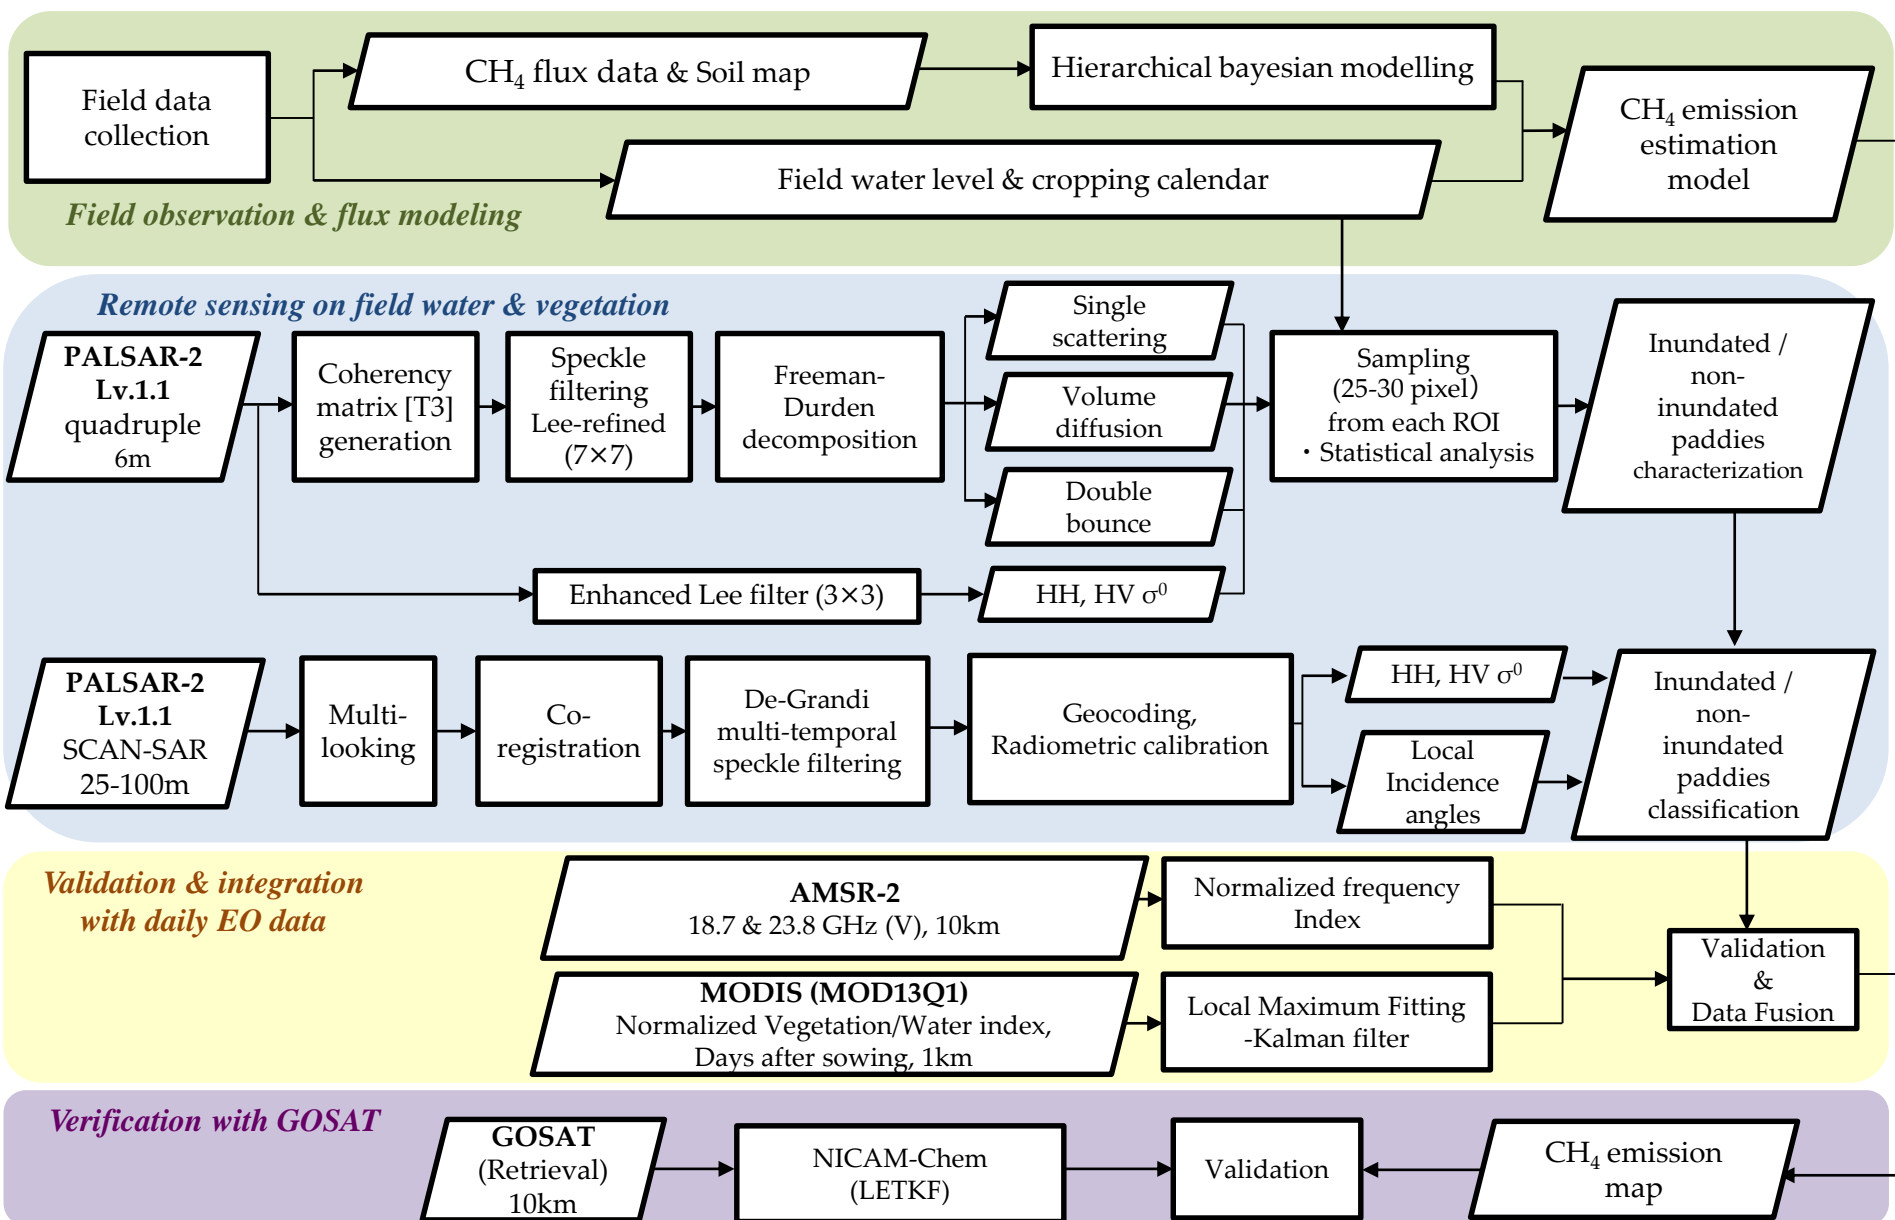 Field data
collection
CH₄ flux data & Soil map
Hierarchical bayesian modelling
Field water level & cropping calendar
CH₄ emission
estimation
model
Field observation & flux modeling
Remote sensing on field water & vegetation
PALSAR-2
Lv.1.1
quadruple
6m
Coherency
matrix [T3]
generation
Speckle
filtering
Lee-refined
(7×7)
Freeman-
Durden
decomposition
Single
scattering
Volume
diffusion
Double
bounce
Sampling
(25-30 pixel)
from each ROI
・Statistical analysis
Inundated /
non-
inundated
paddies
characterization
Enhanced Lee filter (3×3)
HH, HV σ⁰
PALSAR-2
Lv.1.1
SCAN-SAR
25-100m
Multi-
looking
Co-
registration
De-Grandi
multi-temporal
speckle filtering
Geocoding,
Radiometric calibration
HH, HV σ⁰
Local
Incidence
angles
Inundated /
non-
inundated
paddies
classification
Validation & integration
with daily EO data
AMSR-2
18.7 & 23.8 GHz (V), 10km
Normalized frequency
Index
MODIS (MOD13Q1)
Normalized Vegetation/Water index,
Days after sowing, 1km
Local Maximum Fitting
-Kalman filter
Validation
&
Data Fusion
Verification with GOSAT
GOSAT
(Retrieval)
10km
NICAM-Chem
(LETKF)
Validation
CH₄ emission
map